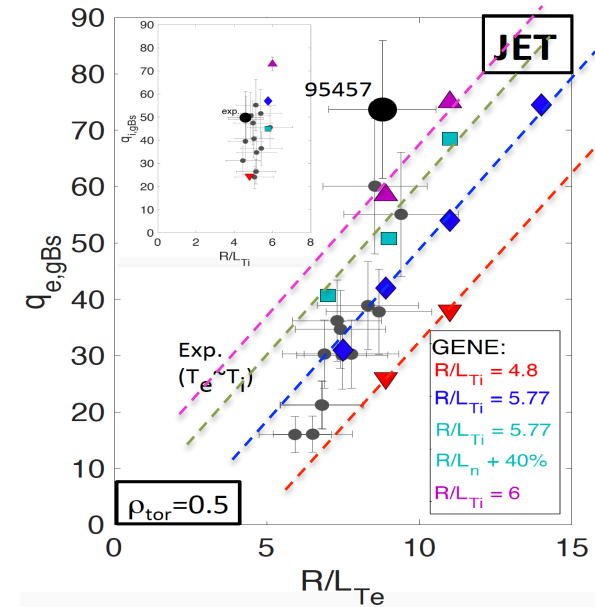 JET
95457
exp.
q_i,gBs
R/L_Ti
0
10
20
30
40
50
60
70
80
90
0
2
4
6
8
q_e,gBs
0
10
20
30
40
50
60
70
80
90
Exp.
(T_e~T_i)
GENE:
R/L_Ti = 4.8
R/L_Ti = 5.77
R/L_Ti = 5.77
R/L_n + 40%
R/L_Ti = 6
ρ_tor=0.5
0
5
10
15
R/L_Te